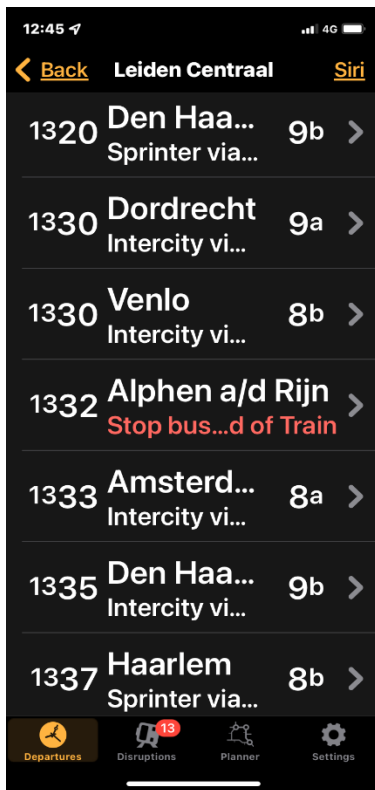 12:45
4G
Back Leiden Centraal Siri
1320 Den Haa... 9b
Sprinter via...
1330 Dordrecht 9a
Intercity vi...
1330 Venlo 8b
Intercity vi...
1332 Alphen a/d Rijn
Stop bus...d of Train
1333 Amsterd... 8a
Intercity vi...
1335 Den Haa... 9b
Intercity vi...
1337 Haarlem 8b
Sprinter via...
13
Departures Disruptions Planner Settings